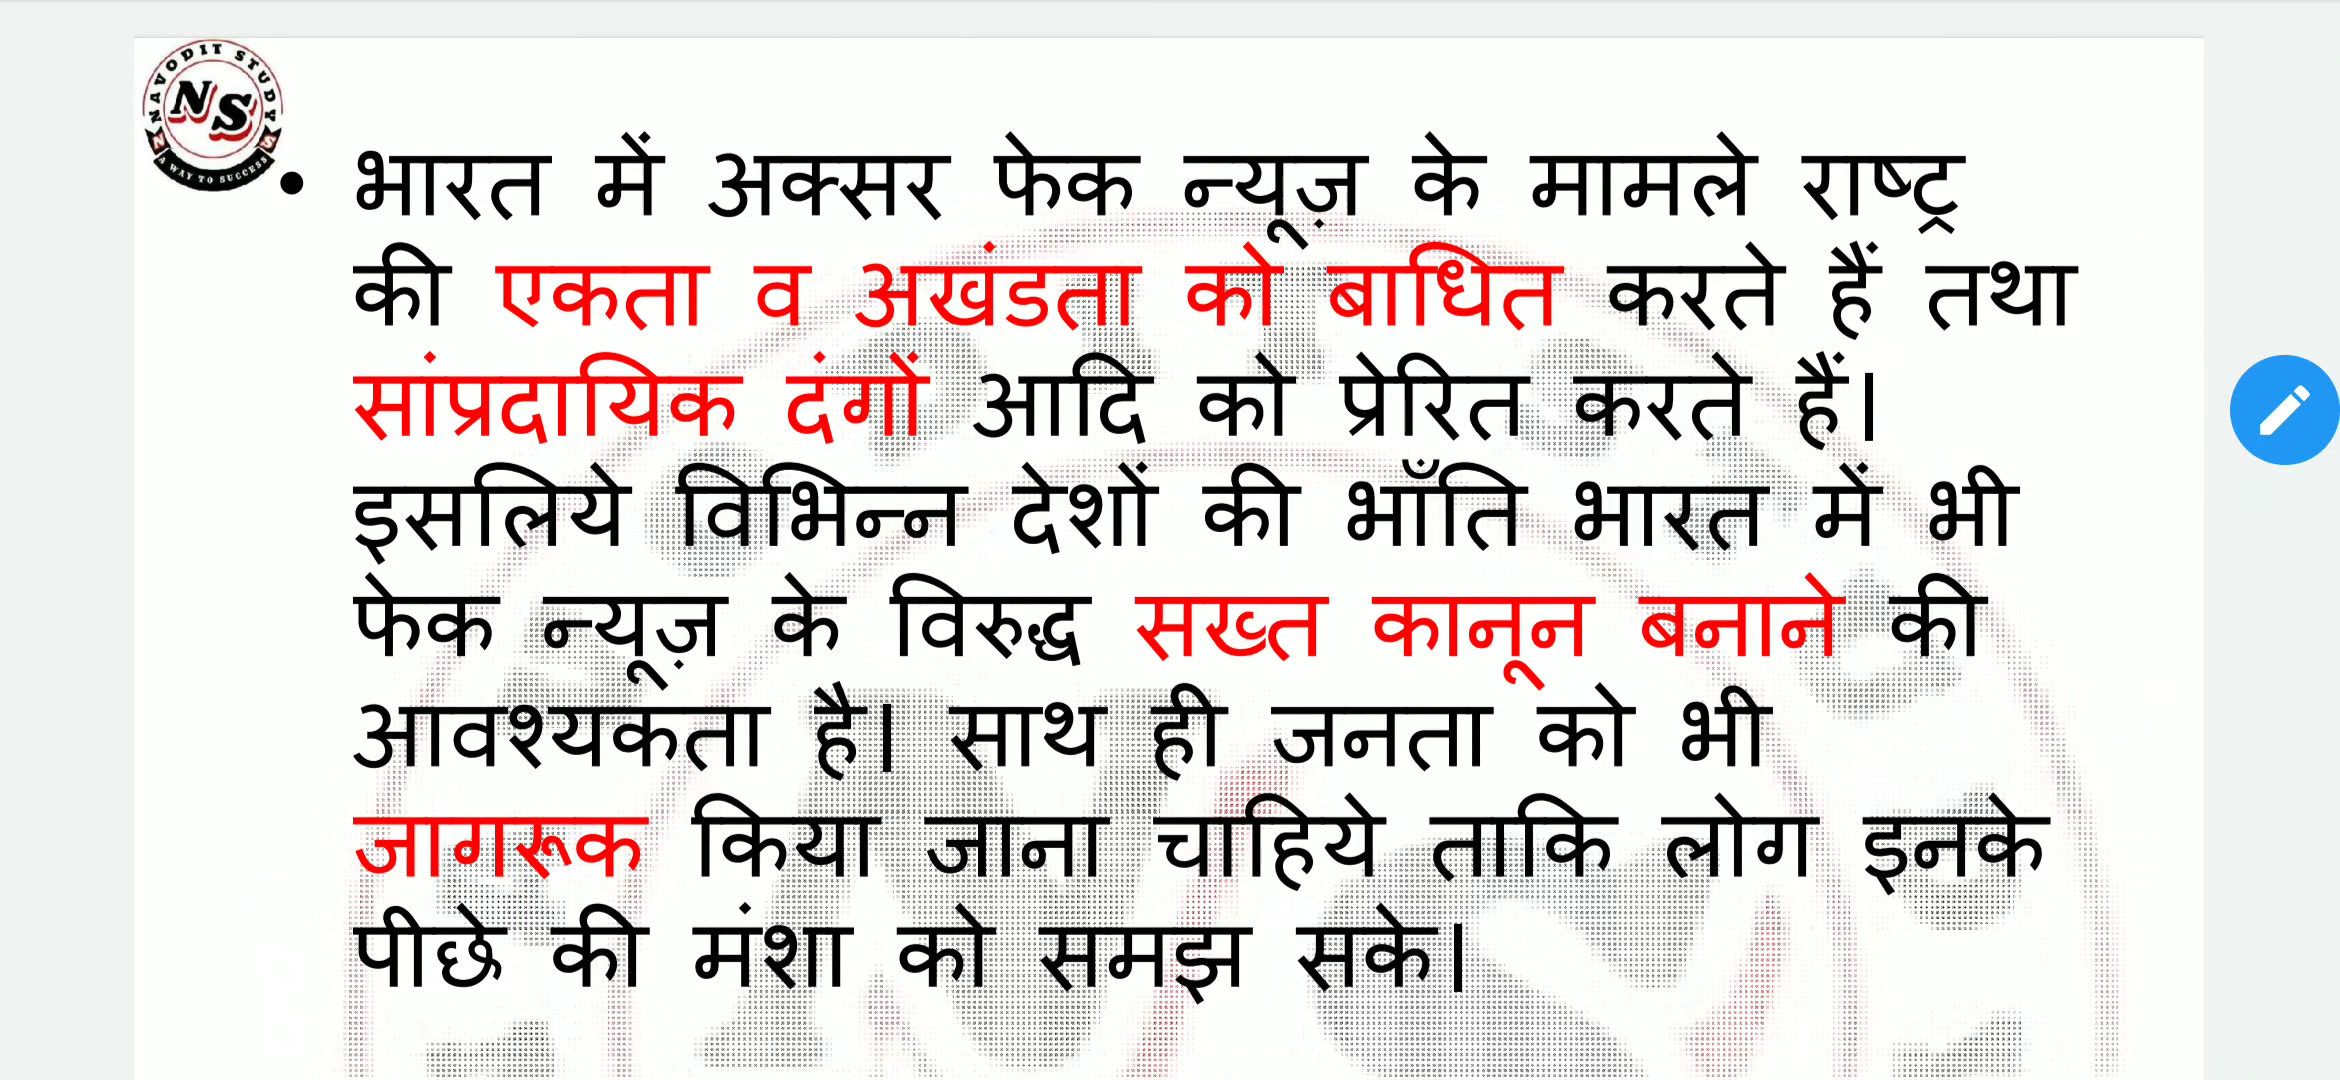 NAVODIT STUDY
NS
A WAY TO SUCCESS
• भारत में अक्सर फेक न्यूज़ के मामले राष्ट्र
की एकता व अखंडता को बाधित करते हैं तथा
सांप्रदायिक दंगों आदि को प्रेरित करते हैं।
इसलिये विभिन्न देशों की भाँति भारत में भी
फेक न्यूज़ के विरुद्ध सख्त कानून बनाने की
आवश्यकता है। साथ ही जनता को भी
जागरूक किया जाना चाहिये ताकि लोग इनके
पीछे की मंशा को समझ सके।